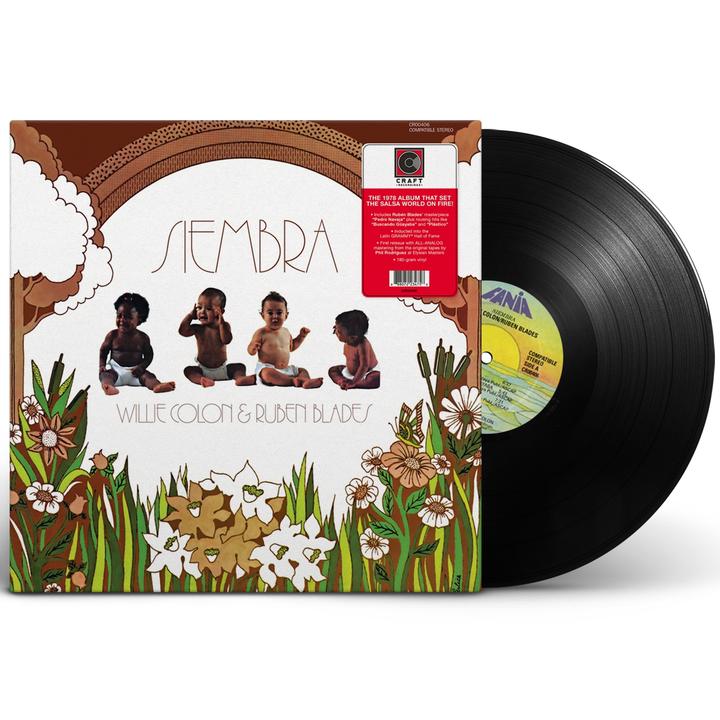 CR00406
COMPATIBLE STEREO
SIEMBRA
WILLIE COLON & RUBEN BLADES
CRAFT
RECORDINGS
THE 1978 ALBUM THAT SET
THE SALSA WORLD ON FIRE!
• Includes Rubén Blades' masterpiece
"Pedro Navaja" plus rousing hits like
"Buscando Guayaba" and "Plástico"
• Inducted into the
Latin GRAMMY® Hall of Fame
• First reissue with ALL-ANALOG
mastering from the original tapes by
Phil Rodriguez at Elysian Masters
• 180-gram vinyl
FANIA
SIEMBRA
COLON/RUBEN BLADES
COMPATIBLE
STEREO
SIDE A
CR00406